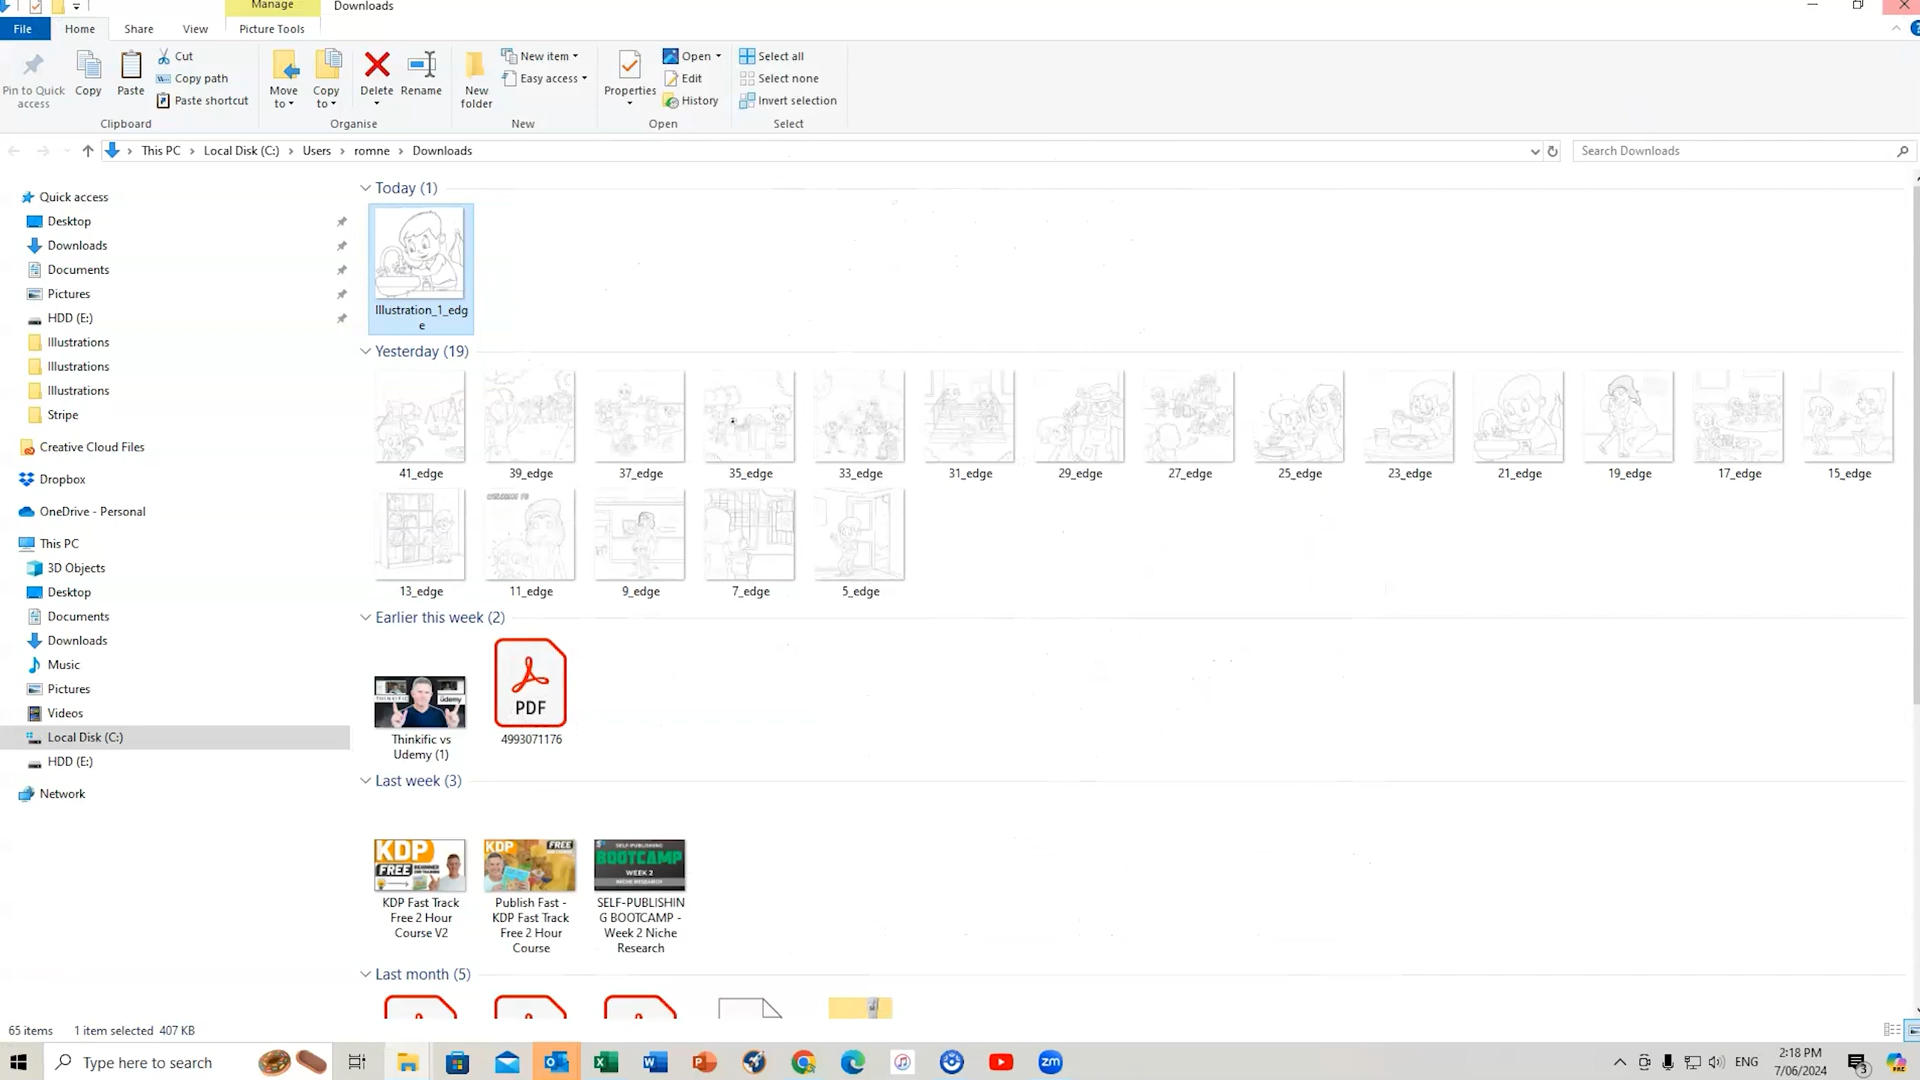 Manage
Downloads
File
Home
Share
View
Picture Tools
Pin to Quick
access
Copy
Paste
Cut
Copy path
Paste shortcut
Move
to
Copy
to
Delete
Rename
New
folder
New item
Easy access
Properties
Open
Edit
History
Select all
Select none
Invert selection
Clipboard
Organise
New
Open
Select
This PC
Local Disk (C:)
Users
romne
Downloads
Search Downloads
Quick access
Desktop
Downloads
Documents
Pictures
HDD (E:)
Illustrations
Illustrations
Illustrations
Stripe
Creative Cloud Files
Dropbox
OneDrive - Personal
This PC
3D Objects
Desktop
Documents
Downloads
Music
Pictures
Videos
Local Disk (C:)
HDD (E:)
Network
Today (1)
Illustration_1_edg
e
Yesterday (19)
41_edge
39_edge
37_edge
35_edge
33_edge
31_edge
29_edge
27_edge
25_edge
23_edge
21_edge
19_edge
17_edge
15_edge
13_edge
11_edge
9_edge
7_edge
5_edge
Earlier this week (2)
udemy
Thinkific vs
Udemy (1)
PDF
4993071176
Last week (3)
KDP
FREE
KDP Fast Track
Free 2 Hour
Course V2
KDP
FREE
Publish Fast -
KDP Fast Track
Free 2 Hour
Course
SELF-PUBLISHING
BOOTCAMP
WEEK 2
NICHE RESEARCH
SELF-PUBLISHIN
G BOOTCAMP -
Week 2 Niche
Research
Last month (5)
65 items
1 item selected 407 KB
Type here to search
zm
ENG
2:18 PM
7/06/2024
3